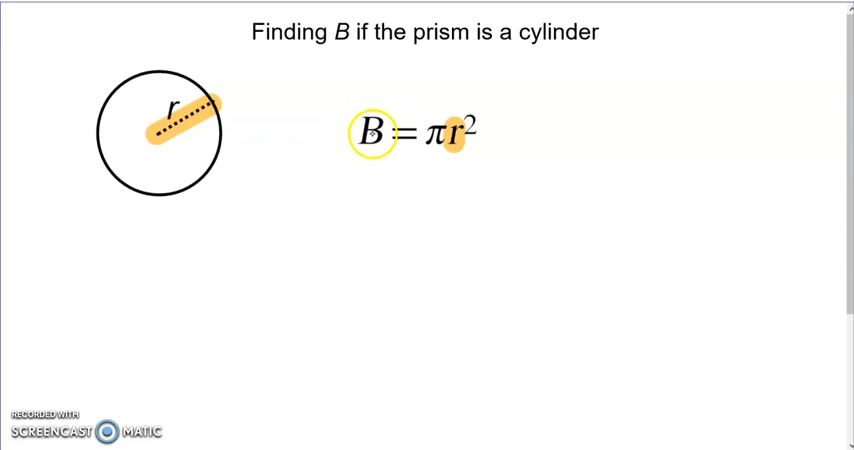 Finding B if the prism is a cylinder
r
B = πr²
RECORDED WITH
SCREENCAST MATIC